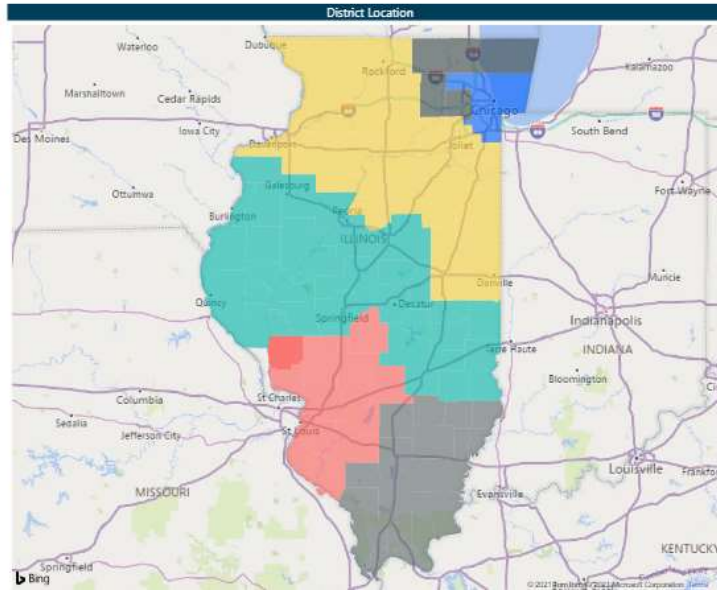 District Location
Waterloo
Dubuque
Rockford
Kalamazoo
Marshalltown
Cedar Rapids
Chicago
Iowa City
South Bend
Des Moines
Davenport
Joliet
Ottumwa
Galesburg
Fort Wayne
Burlington
Peoria
ILLINOIS
Muncie
Danville
Quincy
Decatur
Springfield
Indianapolis
Terre Haute
INDIANA
Columbia
Bloomington
St Charles
Sedalia
Jefferson City
St Louis
Louisville
Frankfo
MISSOURI
Evansville
KENTUCKY
Springfield
Bing